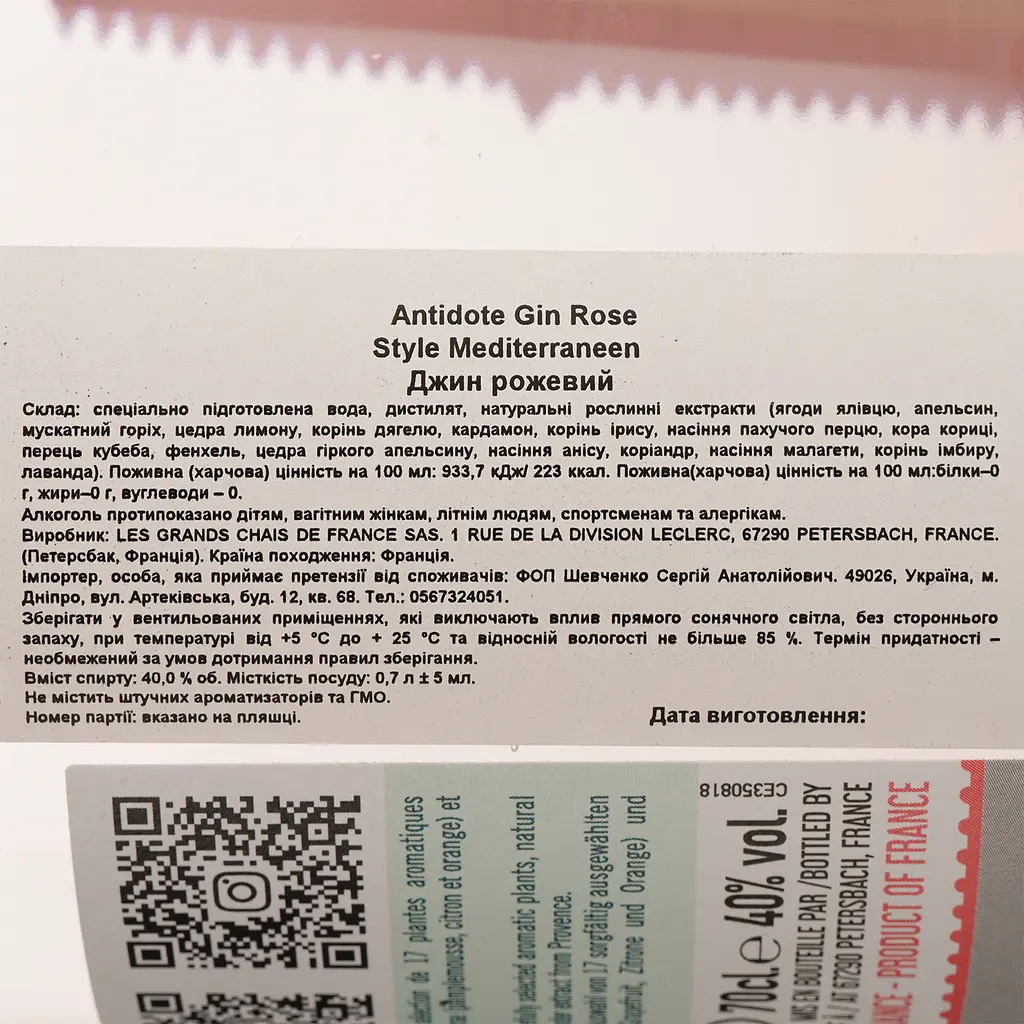 Antidote Gin Rose
Style Mediterraneen
Джин рожевий
Склад: спеціально підготовлена вода, дистилят, натуральні рослинні екстракти (ягоди ялівцю, апельсин,
мускатний горіх, цедра лимону, корінь дягелю, кардамон, корінь ірису, насіння пахучого перцю, кора кориці,
перець кубеба, фенхель, цедра гіркого апельсину, насіння анісу, коріандр, насіння малагети, корінь імбиру,
лаванда). Поживна (харчова) цінність на 100 мл: 933,7 кДж/ 223 ккал. Поживна(харчова) цінність на 100 мл:білки–0
г, жири–0 г, вуглеводи – 0.
Алкоголь протипоказано дітям, вагітним жінкам, літнім людям, спортсменам та алергікам.
Виробник: LES GRANDS CHAIS DE FRANCE SAS. 1 RUE DE LA DIVISION LECLERC, 67290 PETERSBACH, FRANCE.
(Петерсбак, Франція). Країна походження: Франція.
Імпортер, особа, яка приймає претензії від споживачів: ФОП Шевченко Сергій Анатолійович. 49026, Україна, м.
Дніпро, вул. Артеківська, буд. 12, кв. 68. Тел.: 0567324051.
Зберігати у вентильованих приміщеннях, які виключають вплив прямого сонячного світла, без стороннього
запаху, при температурі від +5 °С до + 25 °С та відносній вологості не більше 85 %. Термін придатності –
необмежений за умов дотримання правил зберігання.
Вміст спирту: 40,0 % об. Місткість посуду: 0,7 л ± 5 мл.
Не містить штучних ароматизаторів та ГМО.
Номер партії: вказано на пляшці.
Дата виготовлення:
de 17 plantes aromatiques
citron et orange) et
selected aromatic plants, natural
extract from Provence.
von 17 sorgfältig ausgewählten
Zitrone und Orange) und
CE350818
70cl.e 40% vol.
MIS EN BOUTEILLE PAR /BOTTLED BY
/ AT 67290 PETERSBACH, FRANCE
- PRODUCT OF FRANCE